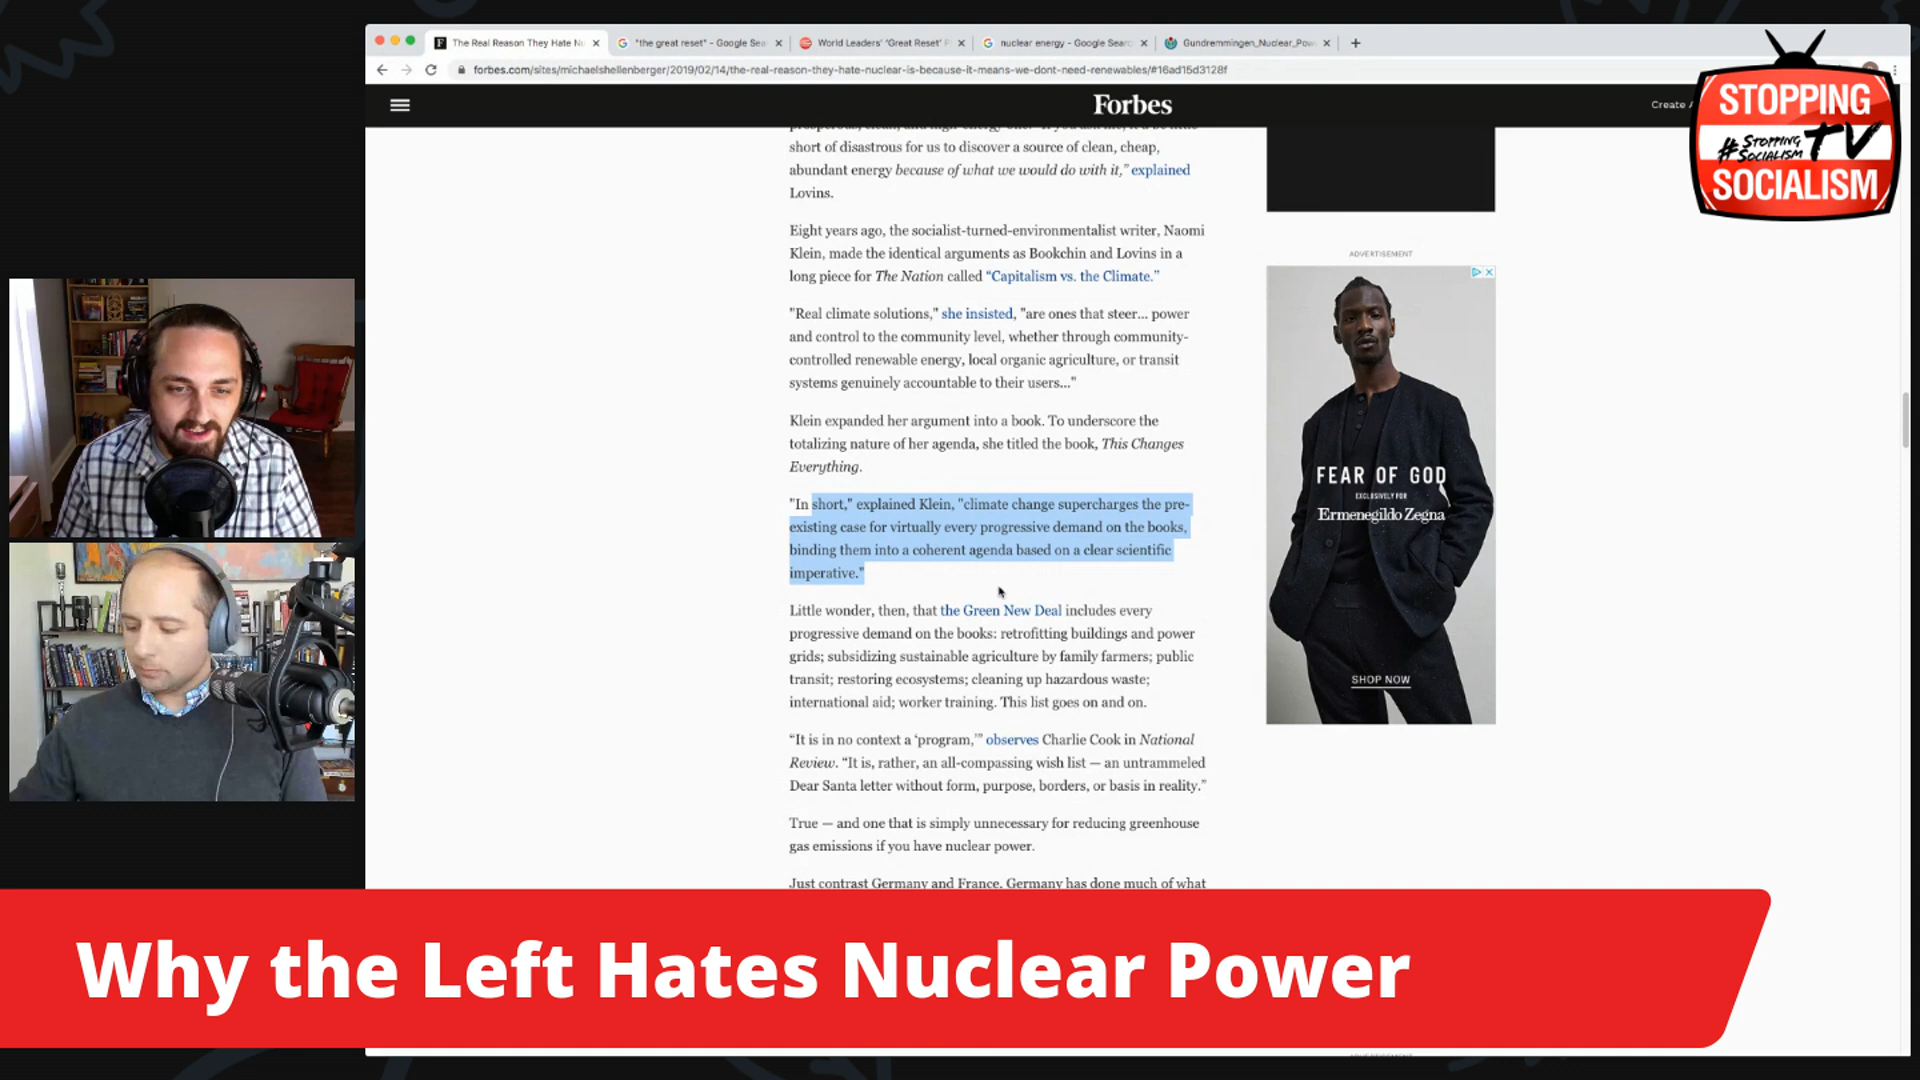 The Real Reason They Hate Nu
"the great reset" - Google Sea
World Leaders' 'Great Reset' P
nuclear energy - Google Searc
Gundremmingen_Nuclear_Pow
forbes.com/sites/michaelshellenberger/2019/02/14/the-real-reason-they-hate-nuclear-is-because-it-means-we-dont-need-renewables/#16ad15d3128f
Forbes
Create A
STOPPING
#STOPPING
SOCIALISM
TV
SOCIALISM
short of disastrous for us to discover a source of clean, cheap,
abundant energy because of what we would do with it," explained
Lovins.
Eight years ago, the socialist-turned-environmentalist writer, Naomi
Klein, made the identical arguments as Bookchin and Lovins in a
long piece for The Nation called “Capitalism vs. the Climate.”
"Real climate solutions," she insisted, "are ones that steer... power
and control to the community level, whether through community-
controlled renewable energy, local organic agriculture, or transit
systems genuinely accountable to their users..."
Klein expanded her argument into a book. To underscore the
totalizing nature of her agenda, she titled the book, This Changes
Everything.
"In short," explained Klein, "climate change supercharges the pre-
existing case for virtually every progressive demand on the books,
binding them into a coherent agenda based on a clear scientific
imperative."
Little wonder, then, that the Green New Deal includes every
progressive demand on the books: retrofitting buildings and power
grids; subsidizing sustainable agriculture by family farmers; public
transit; restoring ecosystems; cleaning up hazardous waste;
international aid; worker training. This list goes on and on.
“It is in no context a ‘program,’” observes Charlie Cook in National
Review. “It is, rather, an all-compassing wish list — an untrammeled
Dear Santa letter without form, purpose, borders, or basis in reality.”
True — and one that is simply unnecessary for reducing greenhouse
gas emissions if you have nuclear power.
Just contrast Germany and France. Germany has done much of what
ADVERTISEMENT
FEAR OF GOD
EXCLUSIVELY FOR
Ermenegildo Zegna
SHOP NOW
Why the Left Hates Nuclear Power